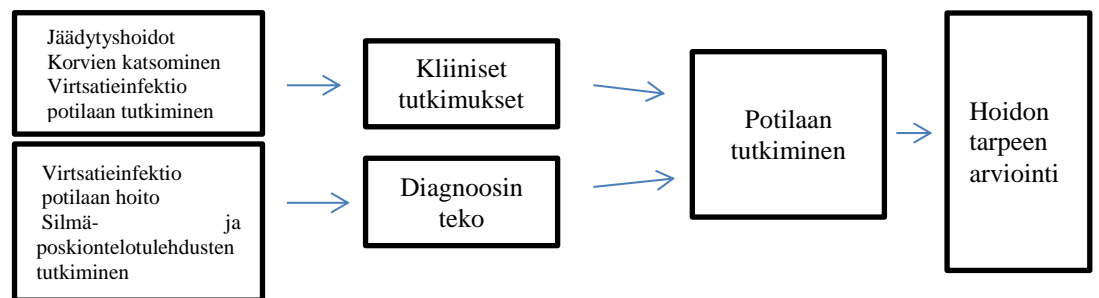 Jäädytyshoidot
Korvien katsominen
Virtsatieinfektio
potilaan tutkiminen
Virtsatieinfektio
potilaan hoito
Silmä- ja
poskiontelotulehdusten
tutkiminen
Kliiniset
tutkimukset
Diagnoosin
teko
Potilaan
tutkiminen
Hoidon
tarpeen
arviointi